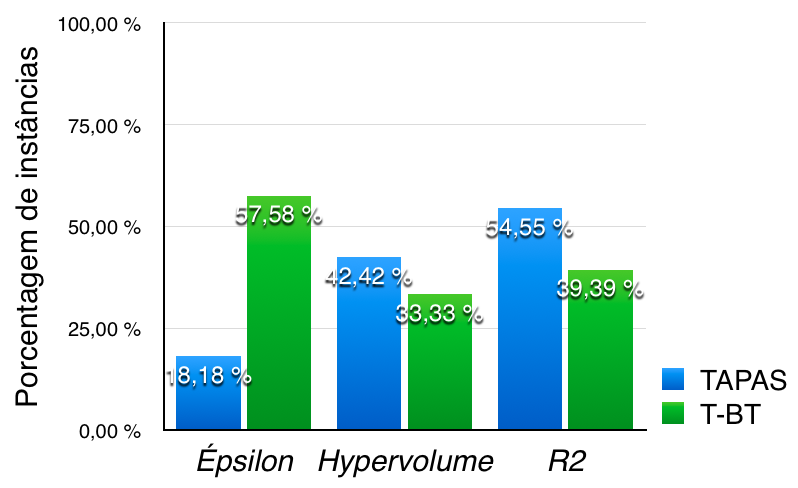 Porcentagem de instâncias
100,00 %
75,00 %
50,00 %
25,00 %
0,00 %
18,18 %
57,58 %
42,42 %
33,33 %
54,55 %
39,39 %
Épsilon
Hypervolume
R2
TAPAS
T-BT